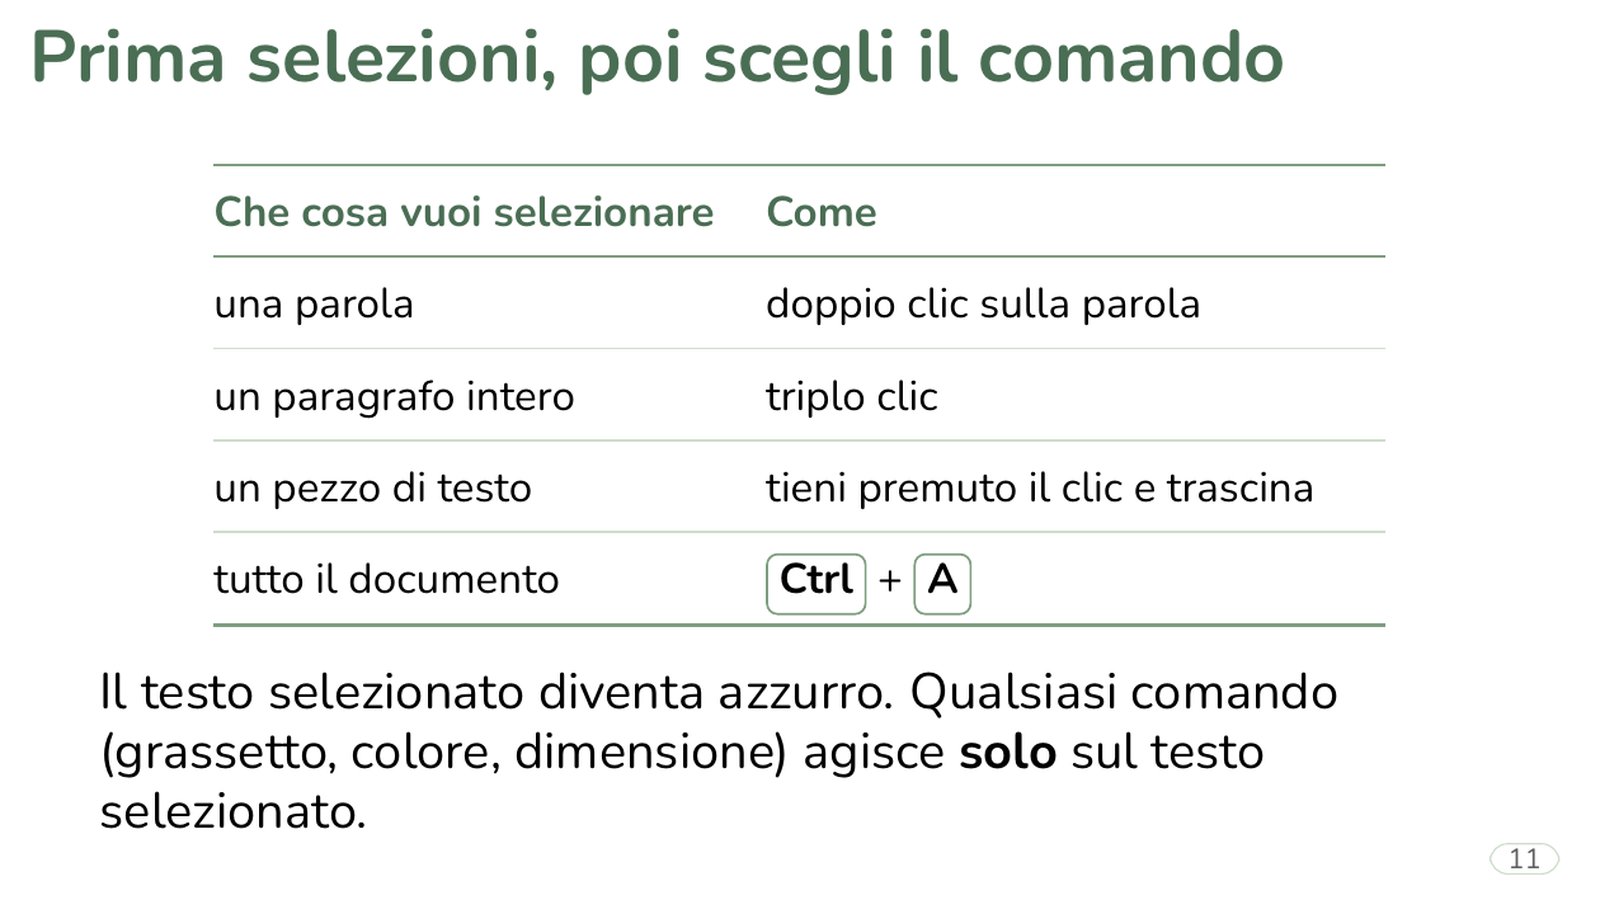 Prima selezioni, poi scegli il comando
Che cosa vuoi selezionare Come
una parola doppio clic sulla parola
un paragrafo intero triplo clic
un pezzo di testo tieni premuto il clic e trascina
tutto il documento Ctrl + A
Il testo selezionato diventa azzurro. Qualsiasi comando
(grassetto, colore, dimensione) agisce solo sul testo
selezionato.
11